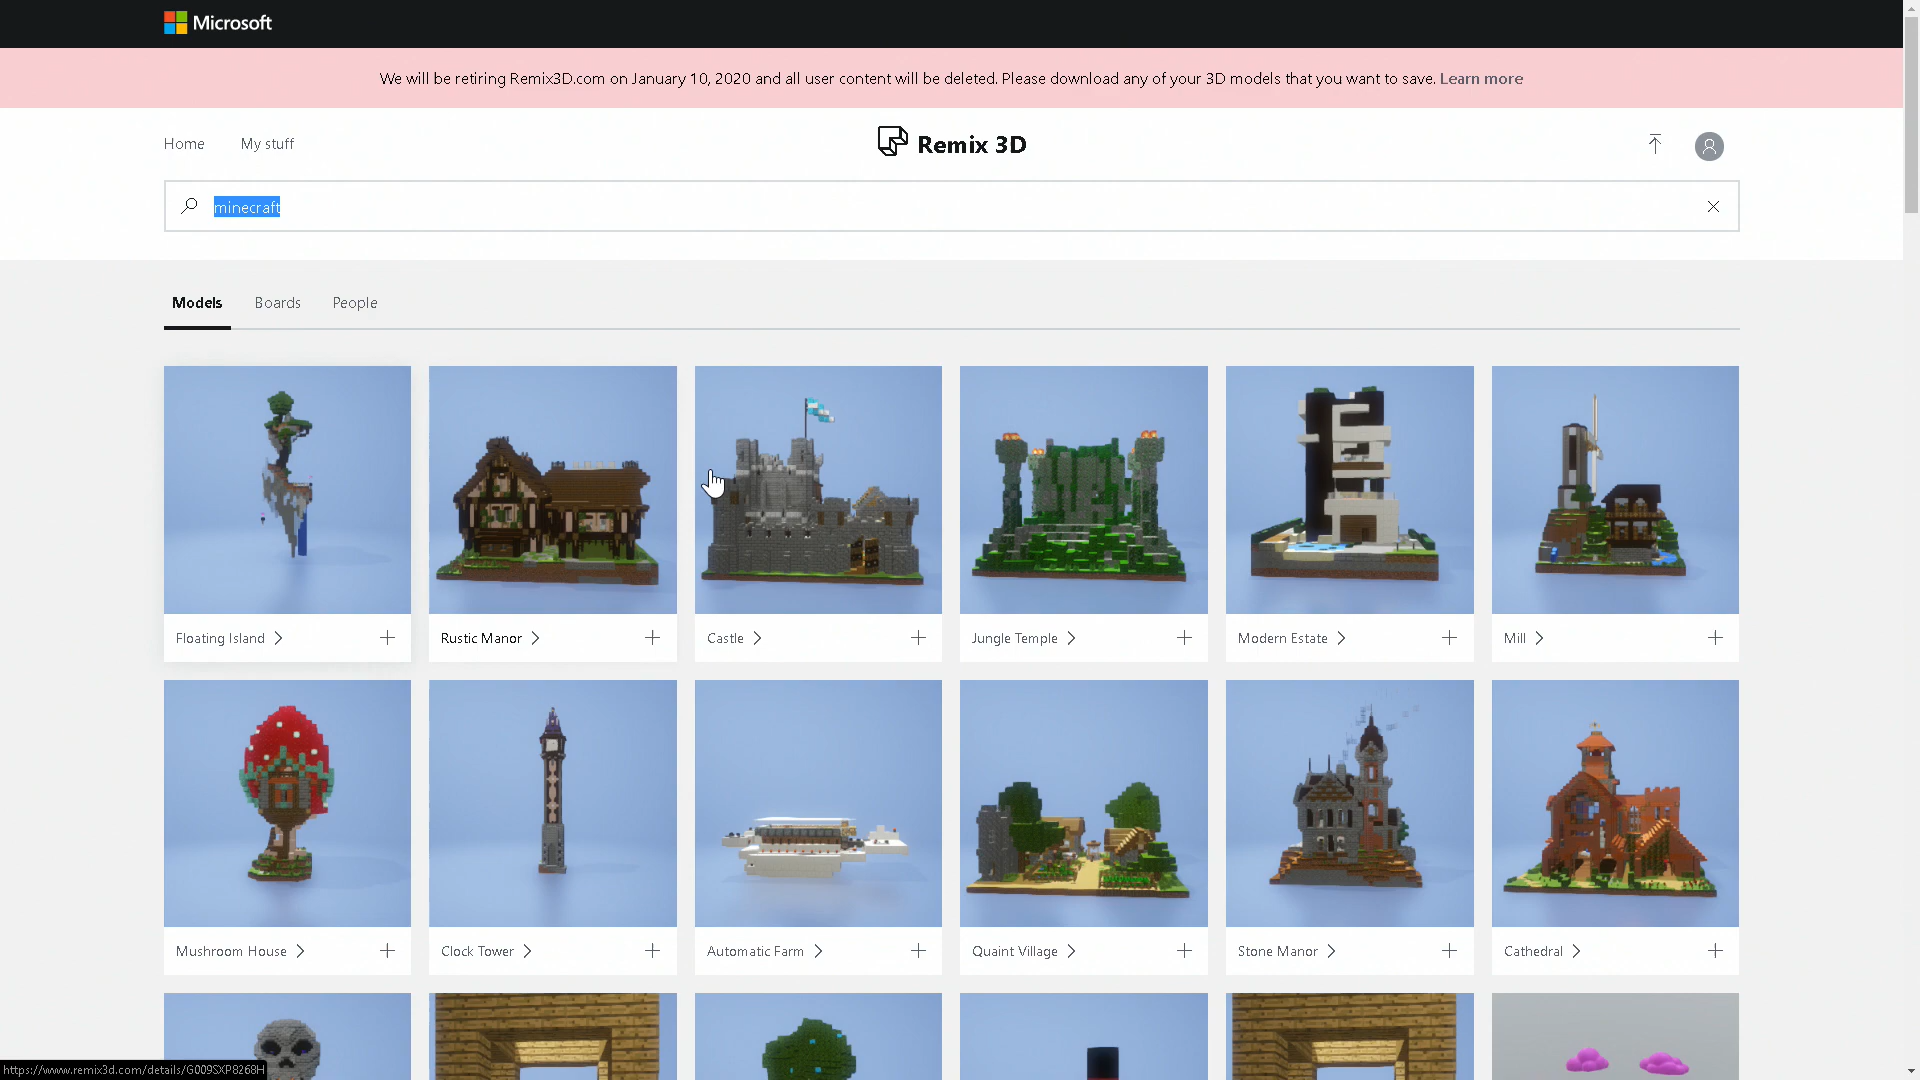 Microsoft
We will be retiring Remix3D.com on January 10, 2020 and all user content will be deleted. Please download any of your 3D models that you want to save. Learn more
Home My stuff Remix 3D
minecraft
Models Boards People
Floating Island Rustic Manor Castle Jungle Temple Modern Estate Mill
Mushroom House Clock Tower Automatic Farm Quaint Village Stone Manor Cathedral
https://www.remix3d.com/details/G009SXP8268H